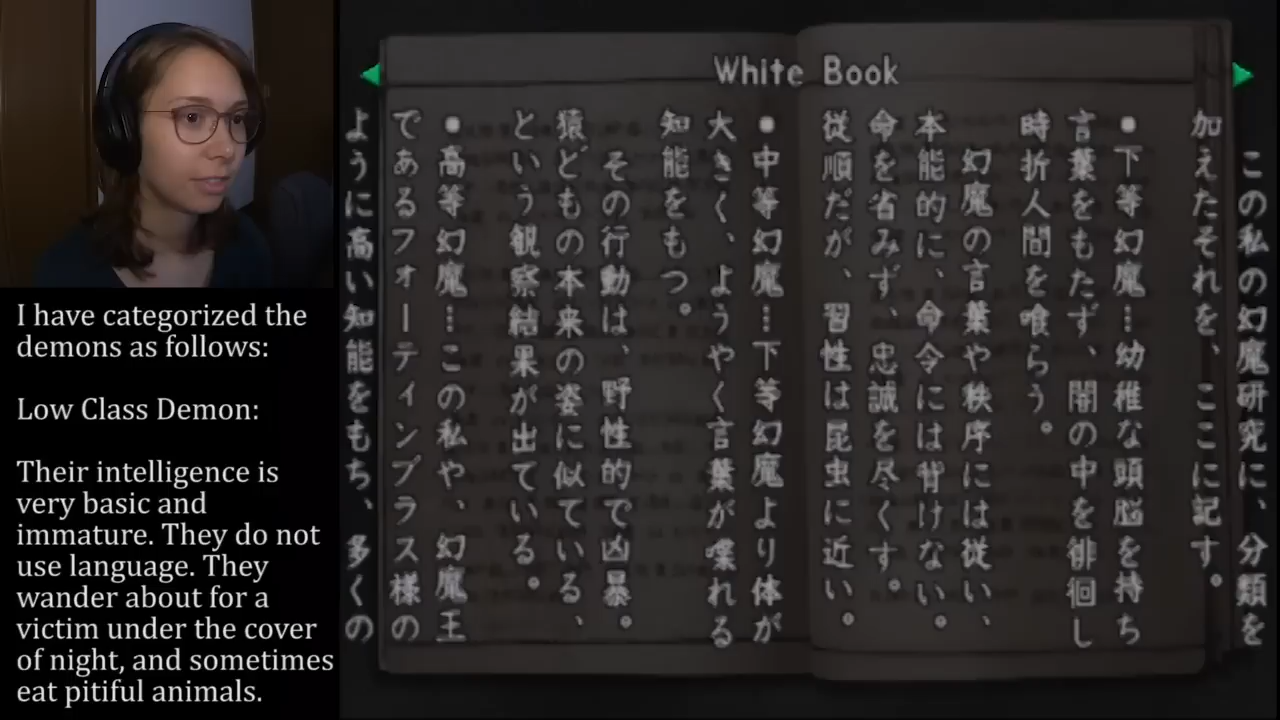 White Book
この私の幻魔研究に、分類を
加えたそれを、ここに記す。
■下等幻魔…幼稚な頭脳を持ち
言葉をもたず、闇の中を徘徊し
時折人間を喰らう。
幻魔の言葉や秩序には従い、
本能的に、命令には背けない。
命を省みず、忠誠を尽くす。
従順だが、習性は昆虫に近い。
■中等幻魔…下等幻魔より体が
大きく、ようやく言葉が喋れる
知能をもつ。
その行動は、野性的で凶暴。
猿どもの本来の姿に似ている、
という観察結果が出ている。
■高等幻魔…この私や、幻魔王
であるフォーティンブラス様の
ように高い知能をもち、多くの
I have categorized the
demons as follows:
Low Class Demon:
Their intelligence is
very basic and
immature. They do not
use language. They
wander about for a
victim under the cover
of night, and sometimes
eat pitiful animals.